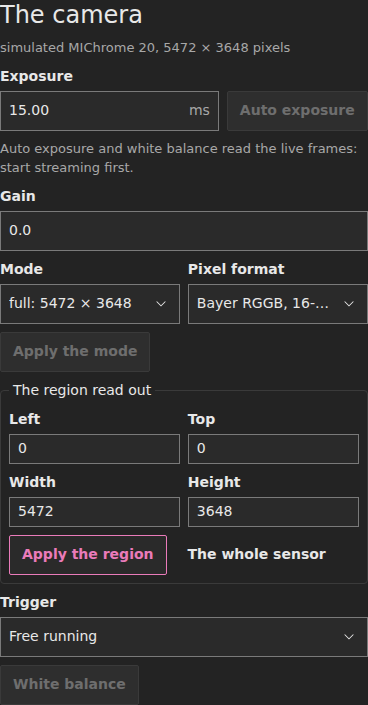 The camera
simulated MIChrome 20, 5472 × 3648 pixels
Exposure
15.00 ms Auto exposure
Auto exposure and white balance read the live frames:
start streaming first.
Gain
0.0
Mode Pixel format
full: 5472 × 3648 Bayer RGGB, 16-...
Apply the mode
The region read out
Left Top
0 0
Width Height
5472 3648
Apply the region The whole sensor
Trigger
Free running
White balance